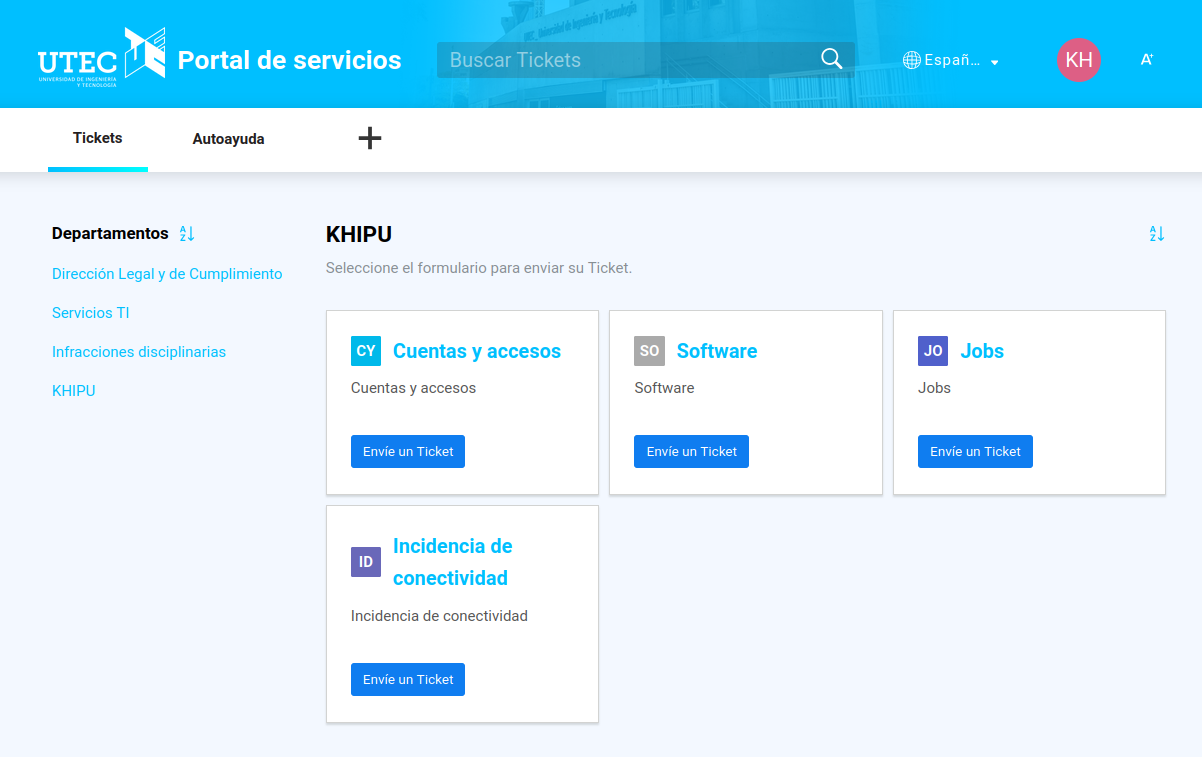 UTEC
UNIVERSIDAD DE INGENIERÍA
Y TECNOLOGÍA
Portal de servicios
Buscar Tickets
Españ...
KH
A+
Tickets
Autoayuda
Departamentos
AZ
Dirección Legal y de Cumplimiento
Servicios TI
Infracciones disciplinarias
KHIPU
KHIPU
AZ
Seleccione el formulario para enviar su Ticket.
CY Cuentas y accesos
Cuentas y accesos
Envíe un Ticket
SO Software
Software
Envíe un Ticket
JO Jobs
Jobs
Envíe un Ticket
ID Incidencia de
conectividad
Incidencia de conectividad
Envíe un Ticket